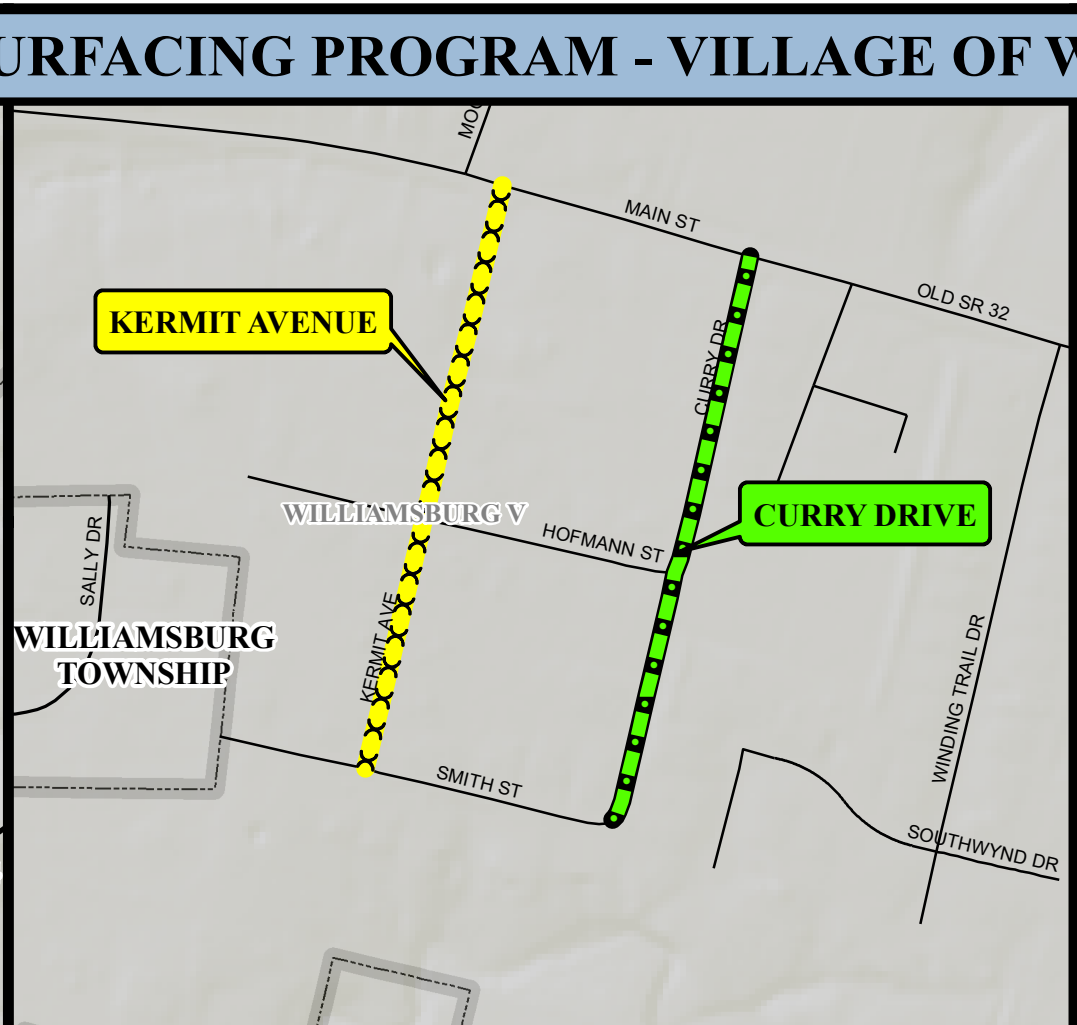 URFACING PROGRAM - VILLAGE OF W
MOO
MAIN ST
OLD SR 32
KERMIT AVENUE
CURRY DR
WILLIAMSBURG V
HOFMANN ST
CURRY DRIVE
SALLY DR
WILLIAMSBURG
TOWNSHIP
KERMIT AVE
WINDING TRAIL DR
SMITH ST
SOUTHWYND DR